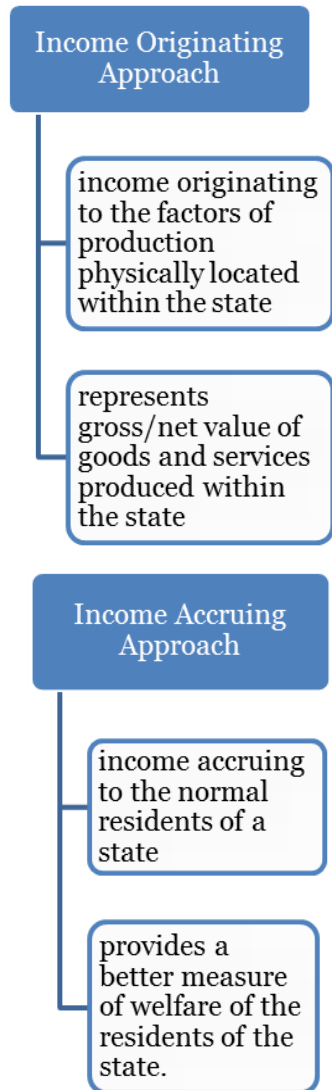 Income Originating
Approach
income originating
to the factors of
production
physically located
within the state
represents
gross/net value of
goods and services
produced within
the state
Income Accruing
Approach
income accruing
to the normal
residents of a
state
provides a
better measure
of welfare of the
residents of the
state.